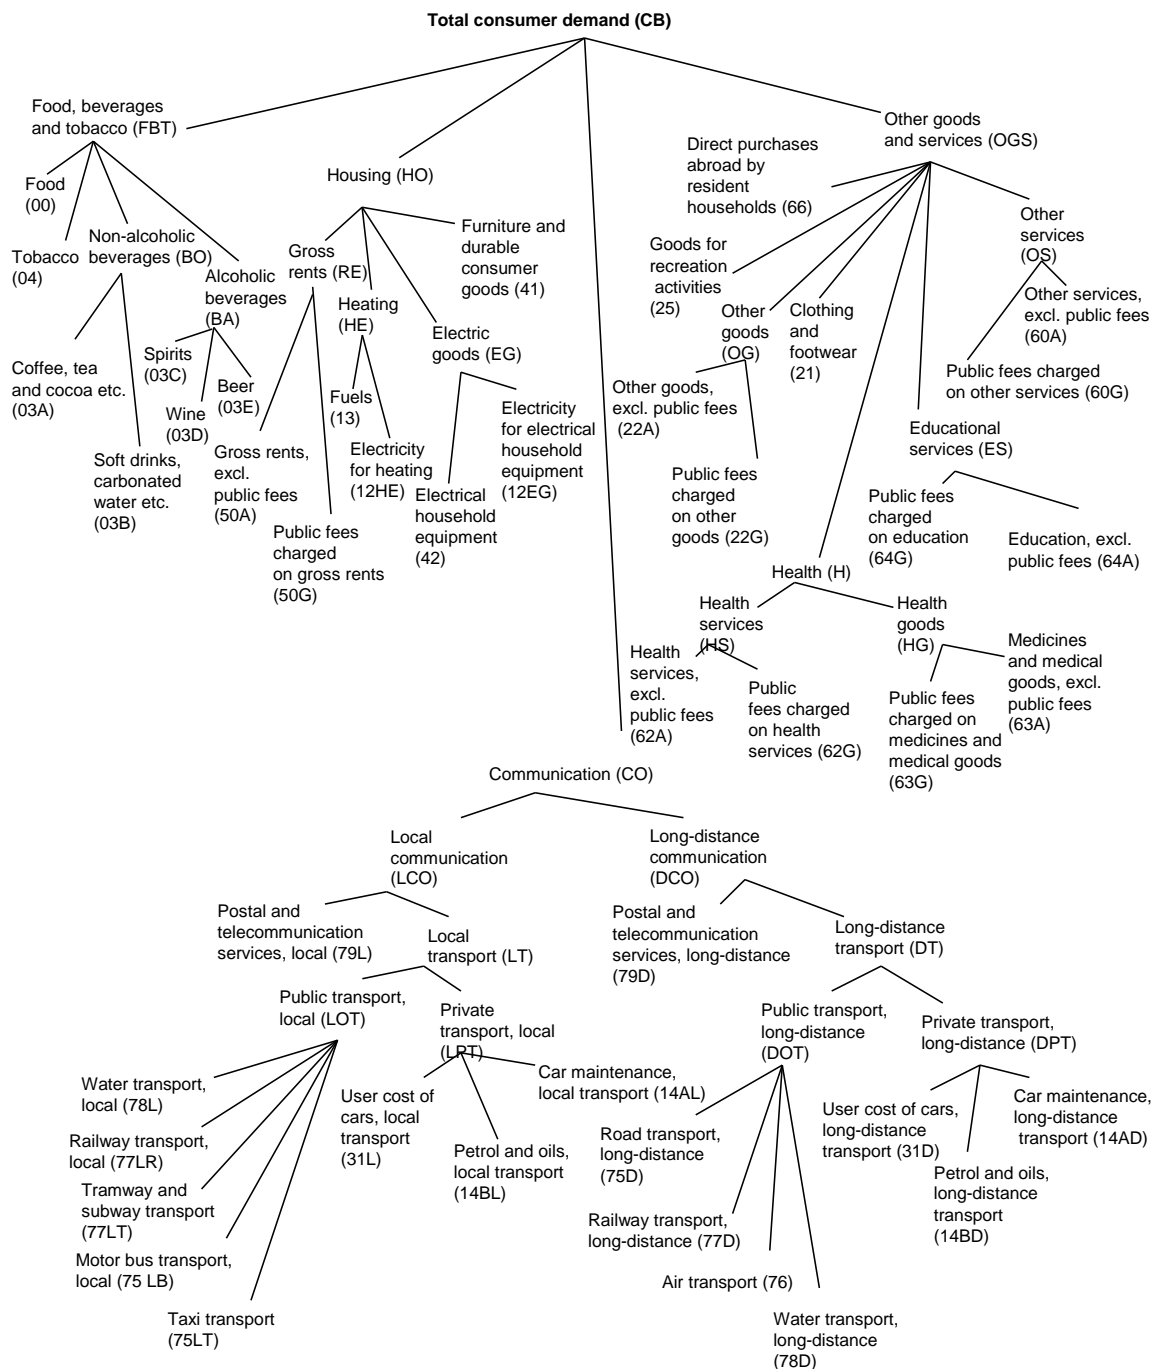 Total consumer demand (CB)
Food, beverages
and tobacco (FBT)
Food
(00)
Tobacco
(04)
Non-alcoholic
beverages (BO)
Alcoholic
beverages
(BA)
Coffee, tea
and cocoa etc.
(03A)
Soft drinks,
carbonated
water etc.
(03B)
Spirits
(03C)
Wine
(03D)
Beer
(03E)
Housing (HO)
Gross
rents (RE)
Heating
(HE)
Electric
goods (EG)
Furniture and
durable
consumer
goods (41)
Gross rents,
excl.
public fees
(50A)
Public fees
charged
on gross rents
(50G)
Fuels
(13)
Electricity
for heating
(12HE)
Electrical
household
equipment
(42)
Electricity
for electrical
household
equipment
(12EG)
Other goods
and services (OGS)
Direct purchases
abroad by
resident
households (66)
Goods for
recreation
activities
(25)
Other
goods
(OG)
Clothing
and
footwear
(21)
Other
services
(OS)
Other services,
excl. public fees
(60A)
Public fees charged
on other services (60G)
Other goods,
excl. public fees
(22A)
Public fees
charged
on other
goods (22G)
Educational
services (ES)
Public fees
charged
on education
(64G)
Education, excl.
public fees (64A)
Health (H)
Health
services
(HS)
Health
goods
(HG)
Health
services,
excl.
public fees
(62A)
Public
fees charged
on health
services (62G)
Public fees
charged on
medicines and
medical goods
(63G)
Medicines
and medical
goods, excl.
public fees
(63A)
Communication (CO)
Local
communication
(LCO)
Long-distance
communication
(DCO)
Postal and
telecommunication
services, local (79L)
Local
transport (LT)
Postal and
telecommunication
services, long-distance
(79D)
Long-distance
transport (DT)
Public transport,
local (LOT)
Private
transport, local
(LPT)
Public transport,
long-distance
(DOT)
Private transport,
long-distance (DPT)
Water transport,
local (78L)
Railway transport,
local (77LR)
Tramway and
subway transport
(77LT)
Motor bus transport,
local (75 LB)
Taxi transport
(75LT)
User cost of
cars, local
transport
(31L)
Petrol and oils,
local transport
(14BL)
Car maintenance,
local transport (14AL)
Road transport,
long-distance
(75D)
Railway transport,
long-distance (77D)
Air transport (76)
Water transport,
long-distance
(78D)
User cost of cars,
long-distance
transport (31D)
Petrol and oils,
long-distance
transport
(14BD)
Car maintenance,
long-distance
transport (14AD)